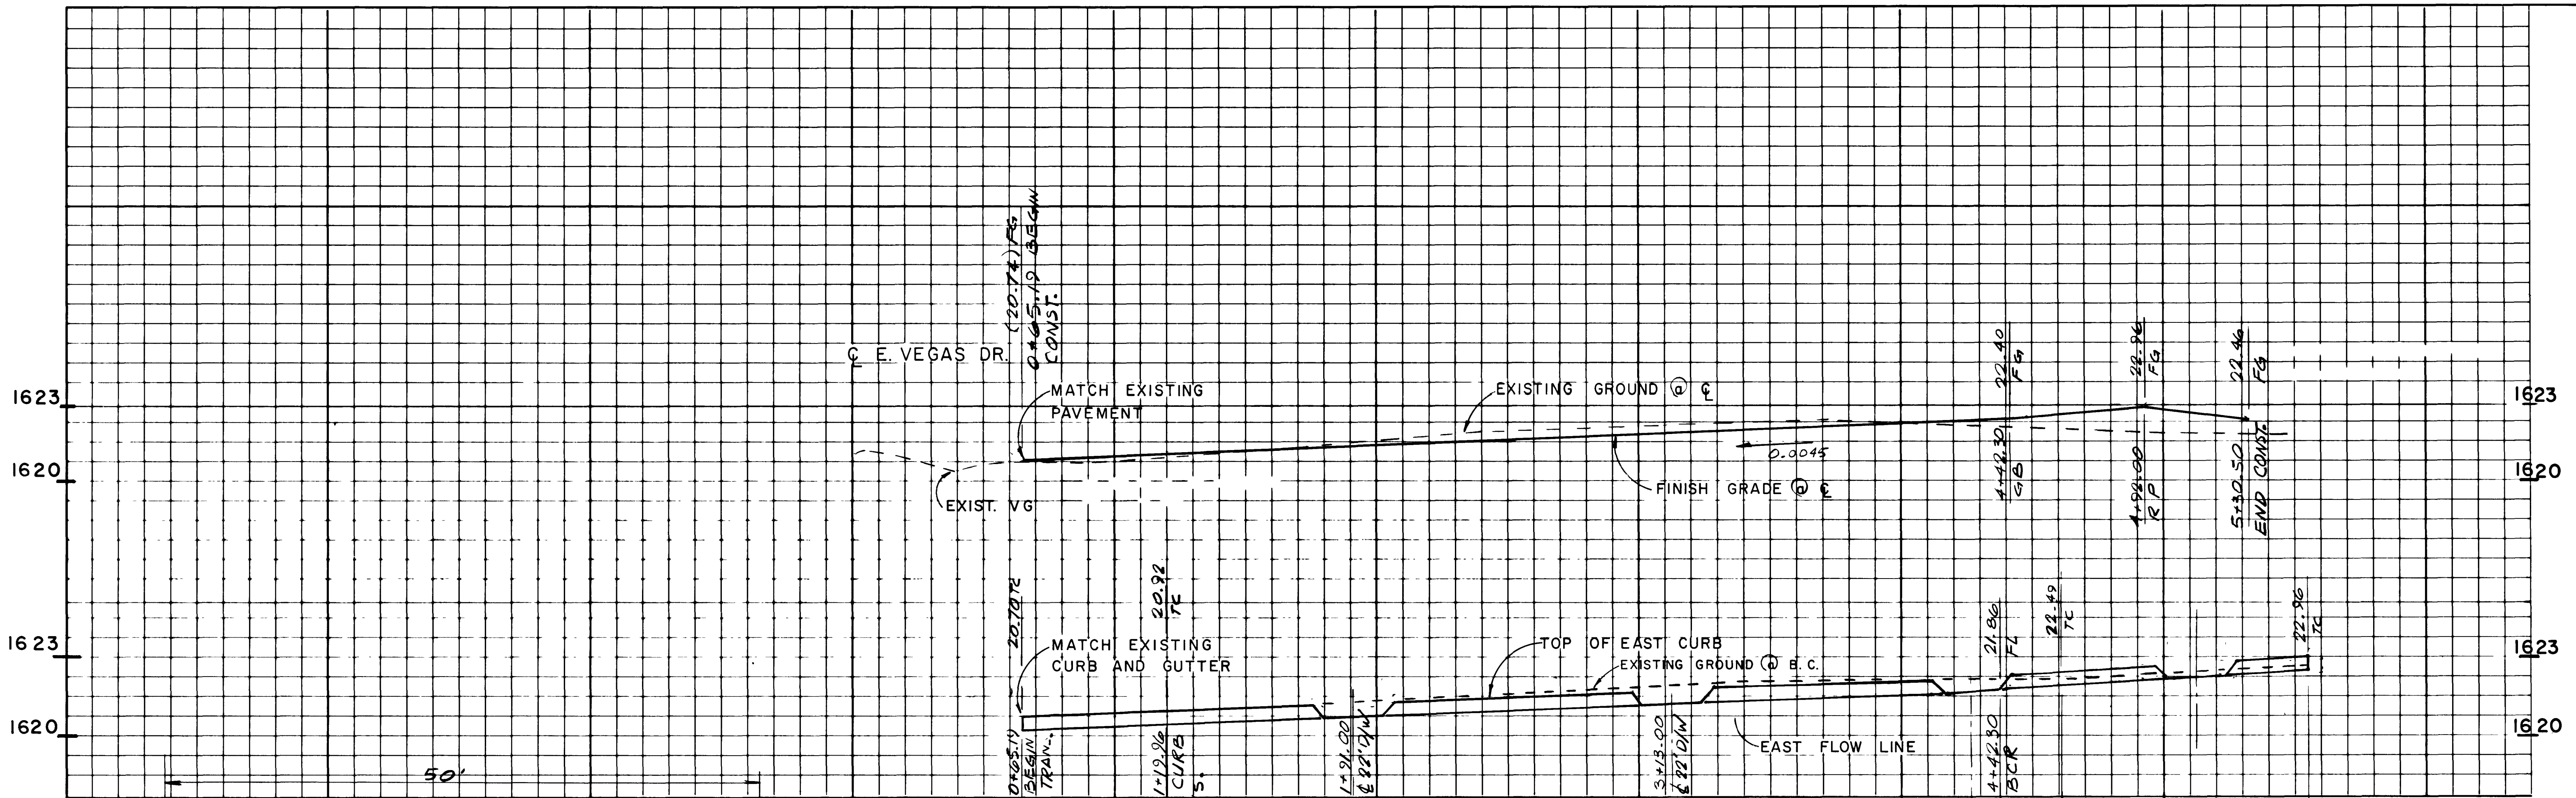 (20.74) FG
0+65.19 BEGIN
CONST.
℄ E. VEGAS DR.
MATCH EXISTING
PAVEMENT
EXISTING GROUND @ ℄
22.40
FG
22.96
FG
22.46
FG
1623
1623
1620
1620
0.0045
FINISH GRADE @ ℄
EXIST. VG
4+42.30
GB
4+98.00
RP
5+30.50
END CONST.
20.70 TC
20.92
TC
21.86
FL
22.49
TC
22.96
TC
MATCH EXISTING
CURB AND GUTTER
TOP OF EAST CURB
EXISTING GROUND @ B.C.
1623
1623
1620
1620
EAST FLOW LINE
50'
0+65.19
BEGIN
TRAN.
1+19.96
CURB
S.
1+91.00
℄ 22' D/W
3+13.00
℄ 22' D/W
4+42.30
BCR